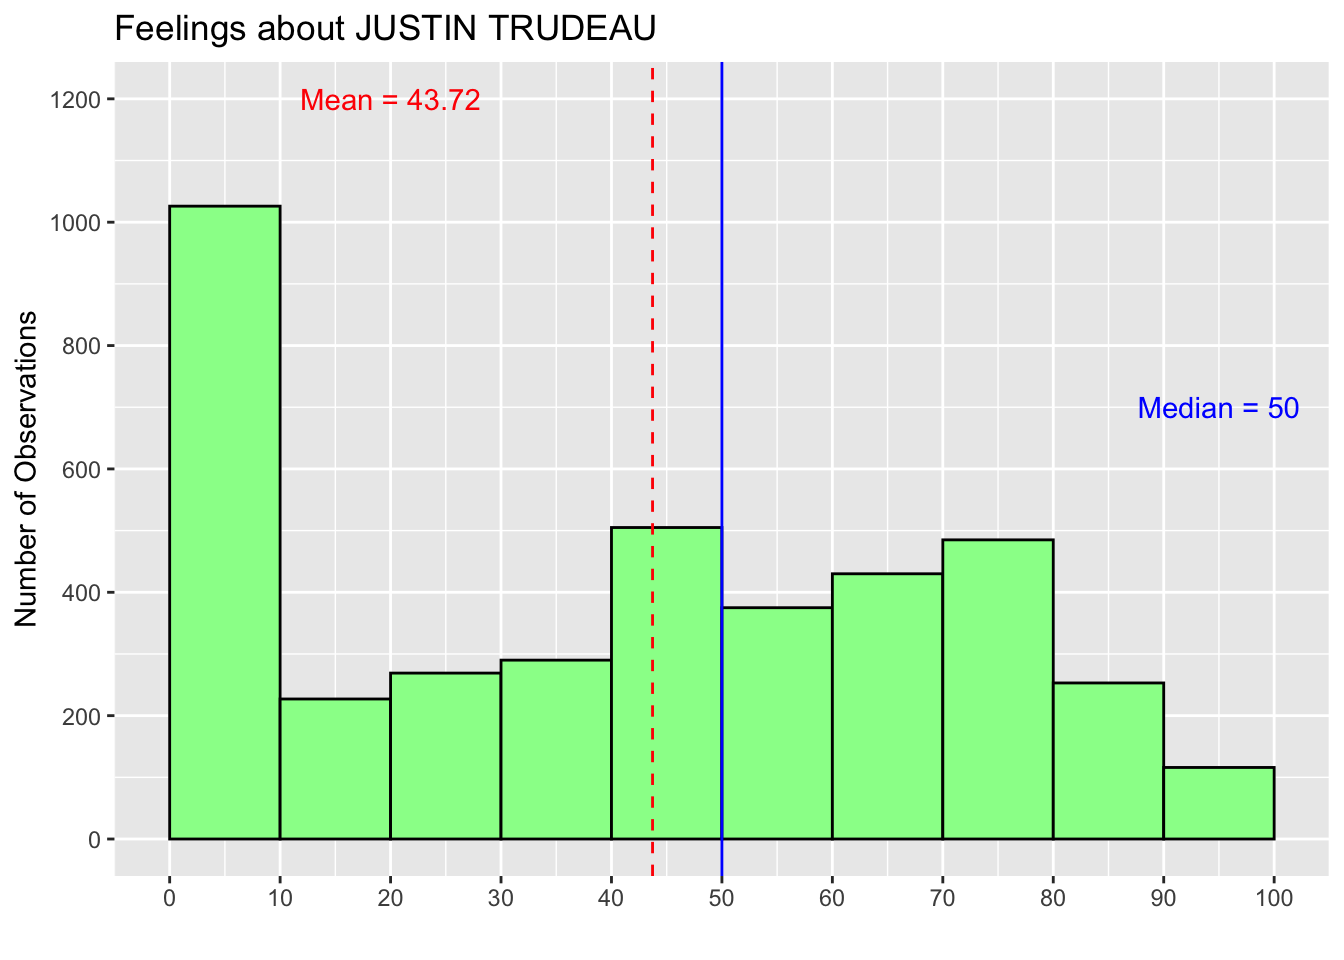 Feelings about JUSTIN TRUDEAU
Mean = 43.72
Median = 50
Number of Observations
1200
1000
800
600
400
200
0
0 10 20 30 40 50 60 70 80 90 100